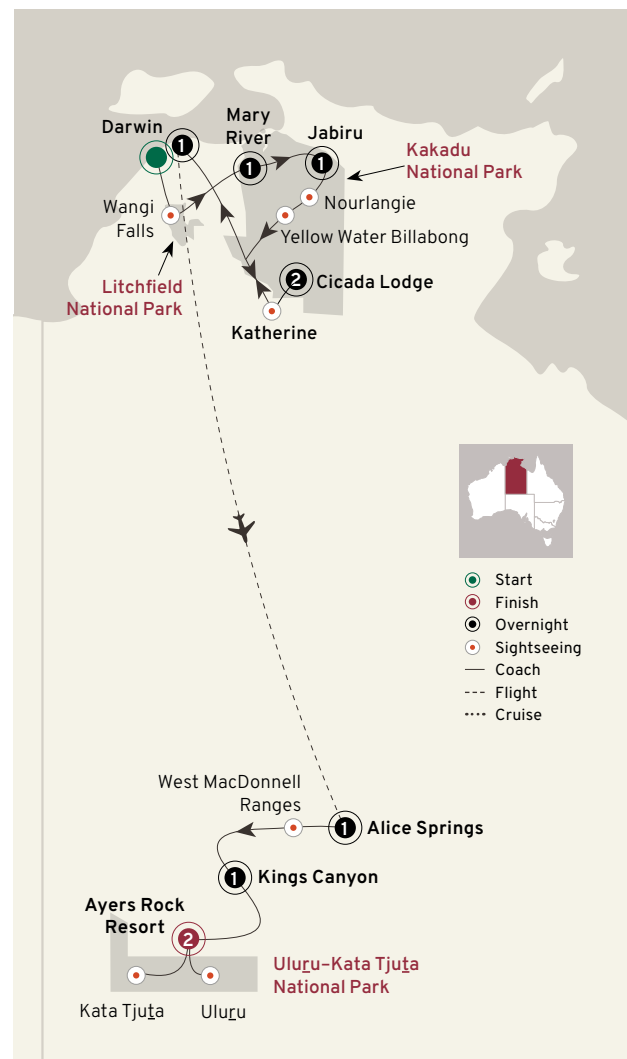 Darwin
1
Mary
River
1
Jabiru
1
Kakadu
National Park
Nourlangie
Wangi
Falls
Yellow Water Billabong
Litchfield
National Park
2
Cicada Lodge
Katherine
Start
Finish
Overnight
Sightseeing
Coach
Flight
Cruise
West MacDonnell
Ranges
1
Alice Springs
1
Kings Canyon
Ayers Rock
Resort
2
Uluṟu–Kata Tjuṯa
National Park
Kata Tjuṯa
Uluṟu